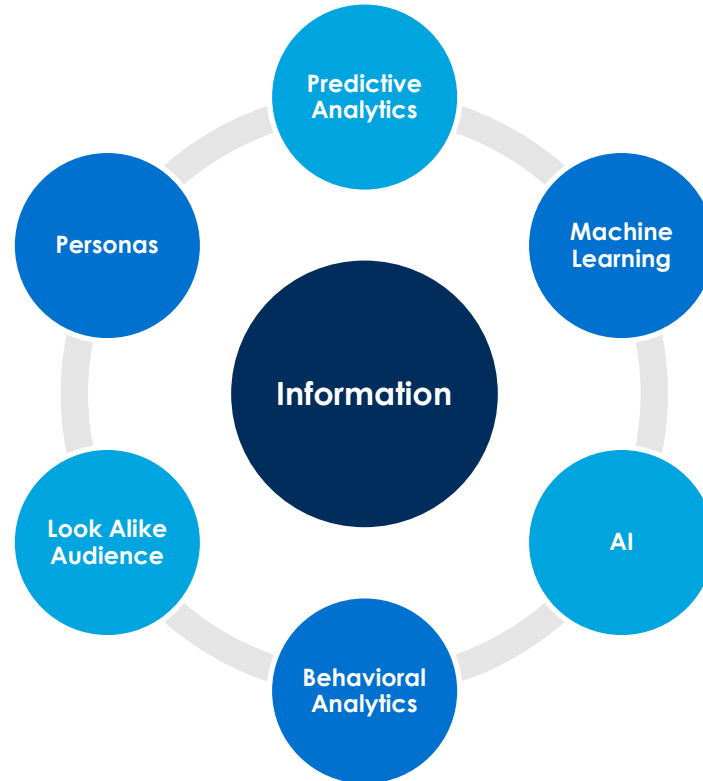 Predictive
Analytics
Personas
Machine
Learning
Information
Look Alike
Audience
AI
Behavioral
Analytics